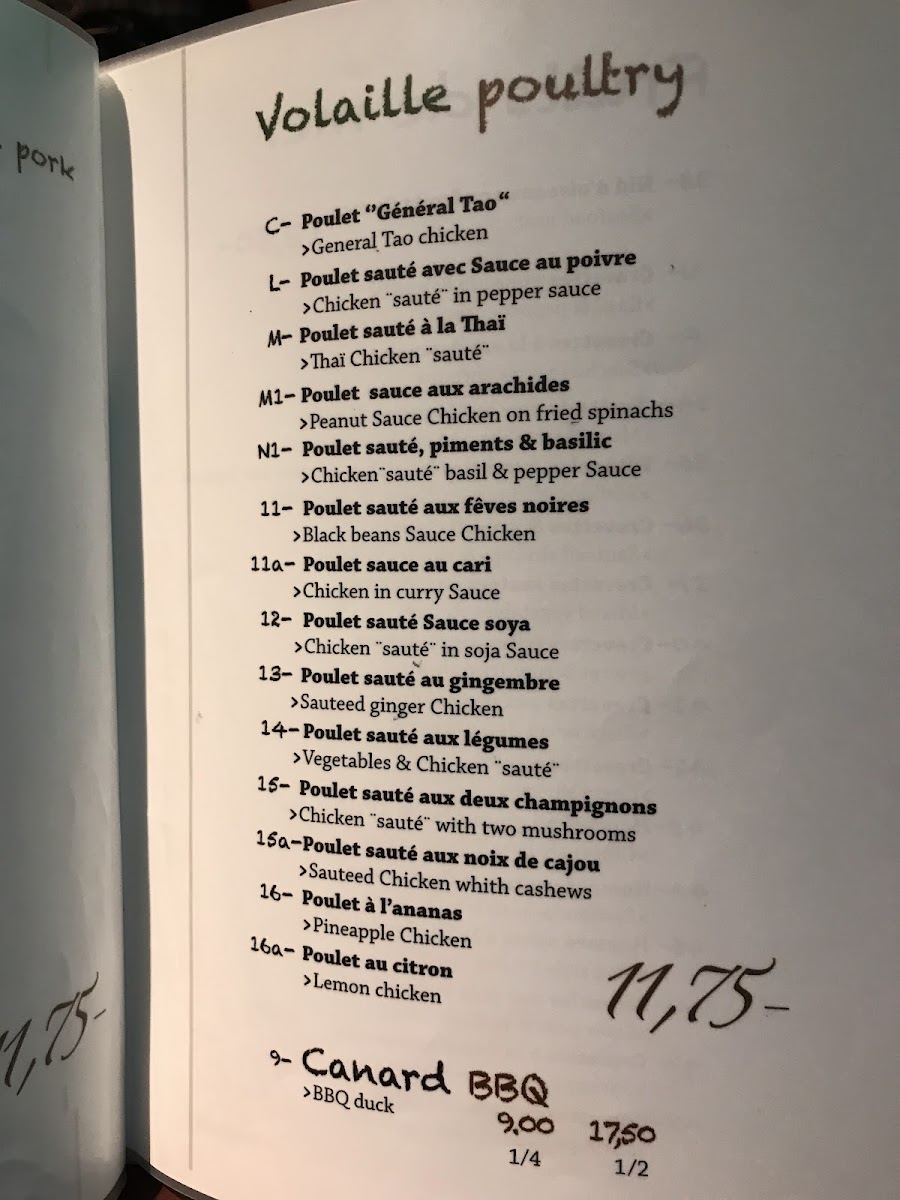 pork
11,75-
Volaille poultry
C- Poulet “Général Tao“
>General Tao chicken
L- Poulet sauté avec Sauce au poivre
>Chicken ¨sauté¨ in pepper sauce
M- Poulet sauté à la Thaï
>Thaï Chicken ¨sauté¨
M1- Poulet sauce aux arachides
>Peanut Sauce Chicken on fried spinachs
N1- Poulet sauté, piments & basilic
>Chicken¨sauté¨ basil & pepper Sauce
11- Poulet sauté aux fêves noires
>Black beans Sauce Chicken
11a- Poulet sauce au cari
>Chicken in curry Sauce
12- Poulet sauté Sauce soya
>Chicken ¨sauté¨ in soja Sauce
13- Poulet sauté au gingembre
>Sauteed ginger Chicken
14- Poulet sauté aux légumes
>Vegetables & Chicken ¨sauté¨
15- Poulet sauté aux deux champignons
>Chicken ¨sauté¨ with two mushrooms
15a- Poulet sauté aux noix de cajou
>Sauteed Chicken whith cashews
16- Poulet à l’ananas
>Pineapple Chicken
16a- Poulet au citron
>Lemon chicken
11,75-
9- Canard BBQ
>BBQ duck
9.00 17,50
1/4 1/2